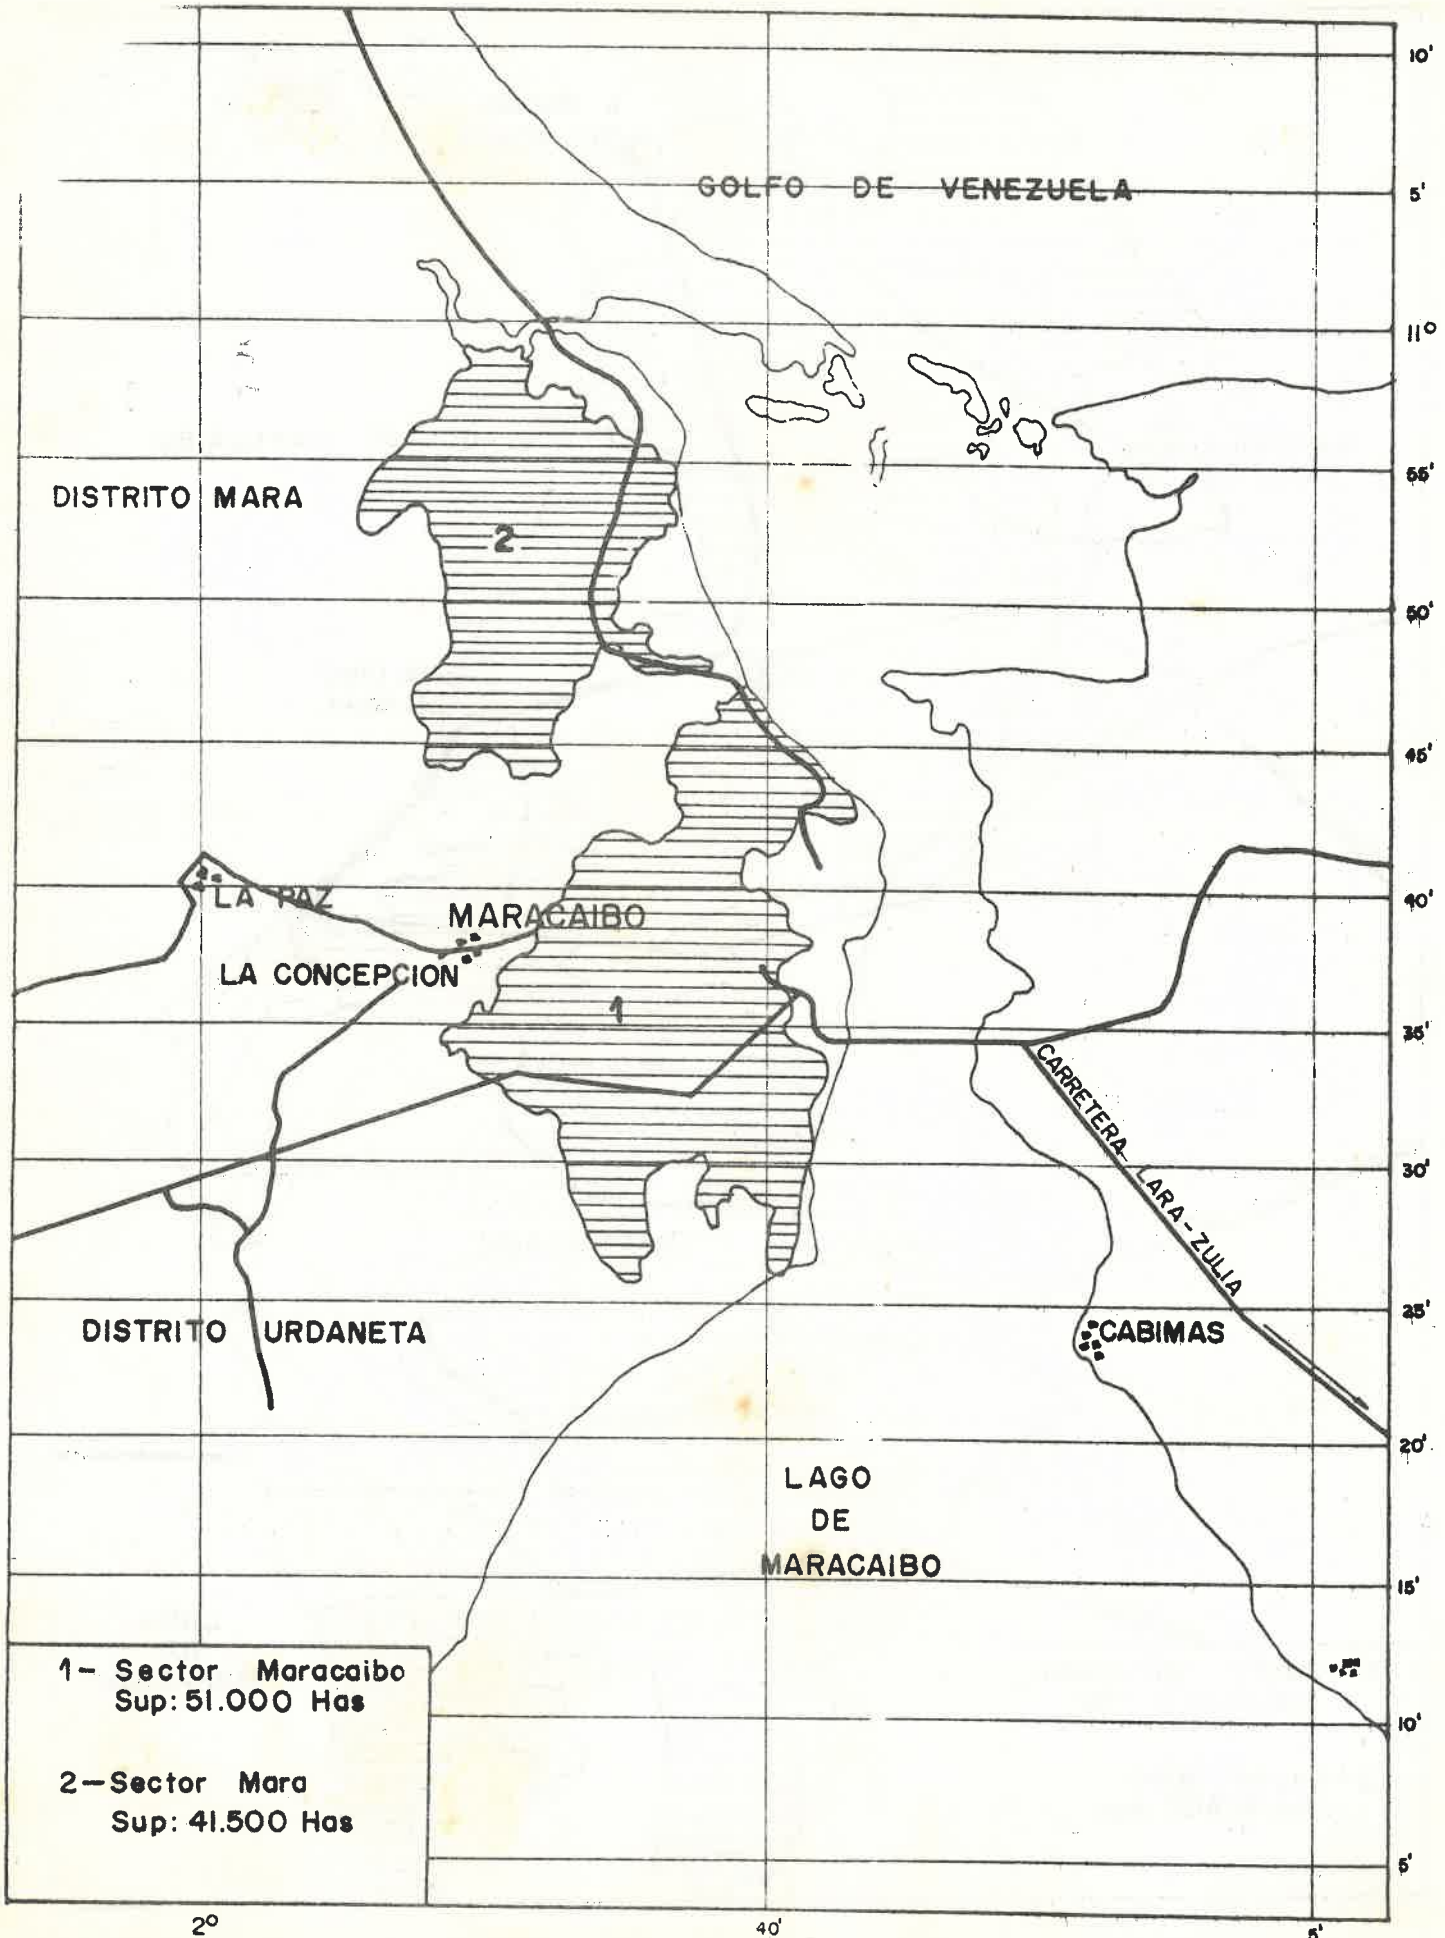 10'
GOLFO DE VENEZUELA
5'
11°
55'
DISTRITO MARA
2
50'
45'
LA PAZ
40'
MARACAIBO
LA CONCEPCION
1
35'
CARRETERA LARA-ZULIA
30'
25'
DISTRITO URDANETA
CABIMAS
20'
LAGO
DE
MARACAIBO
15'
1- Sector Maracaibo
Sup: 51.000 Has
10'
2-Sector Mara
Sup: 41.500 Has
5'
2°
40'
5'